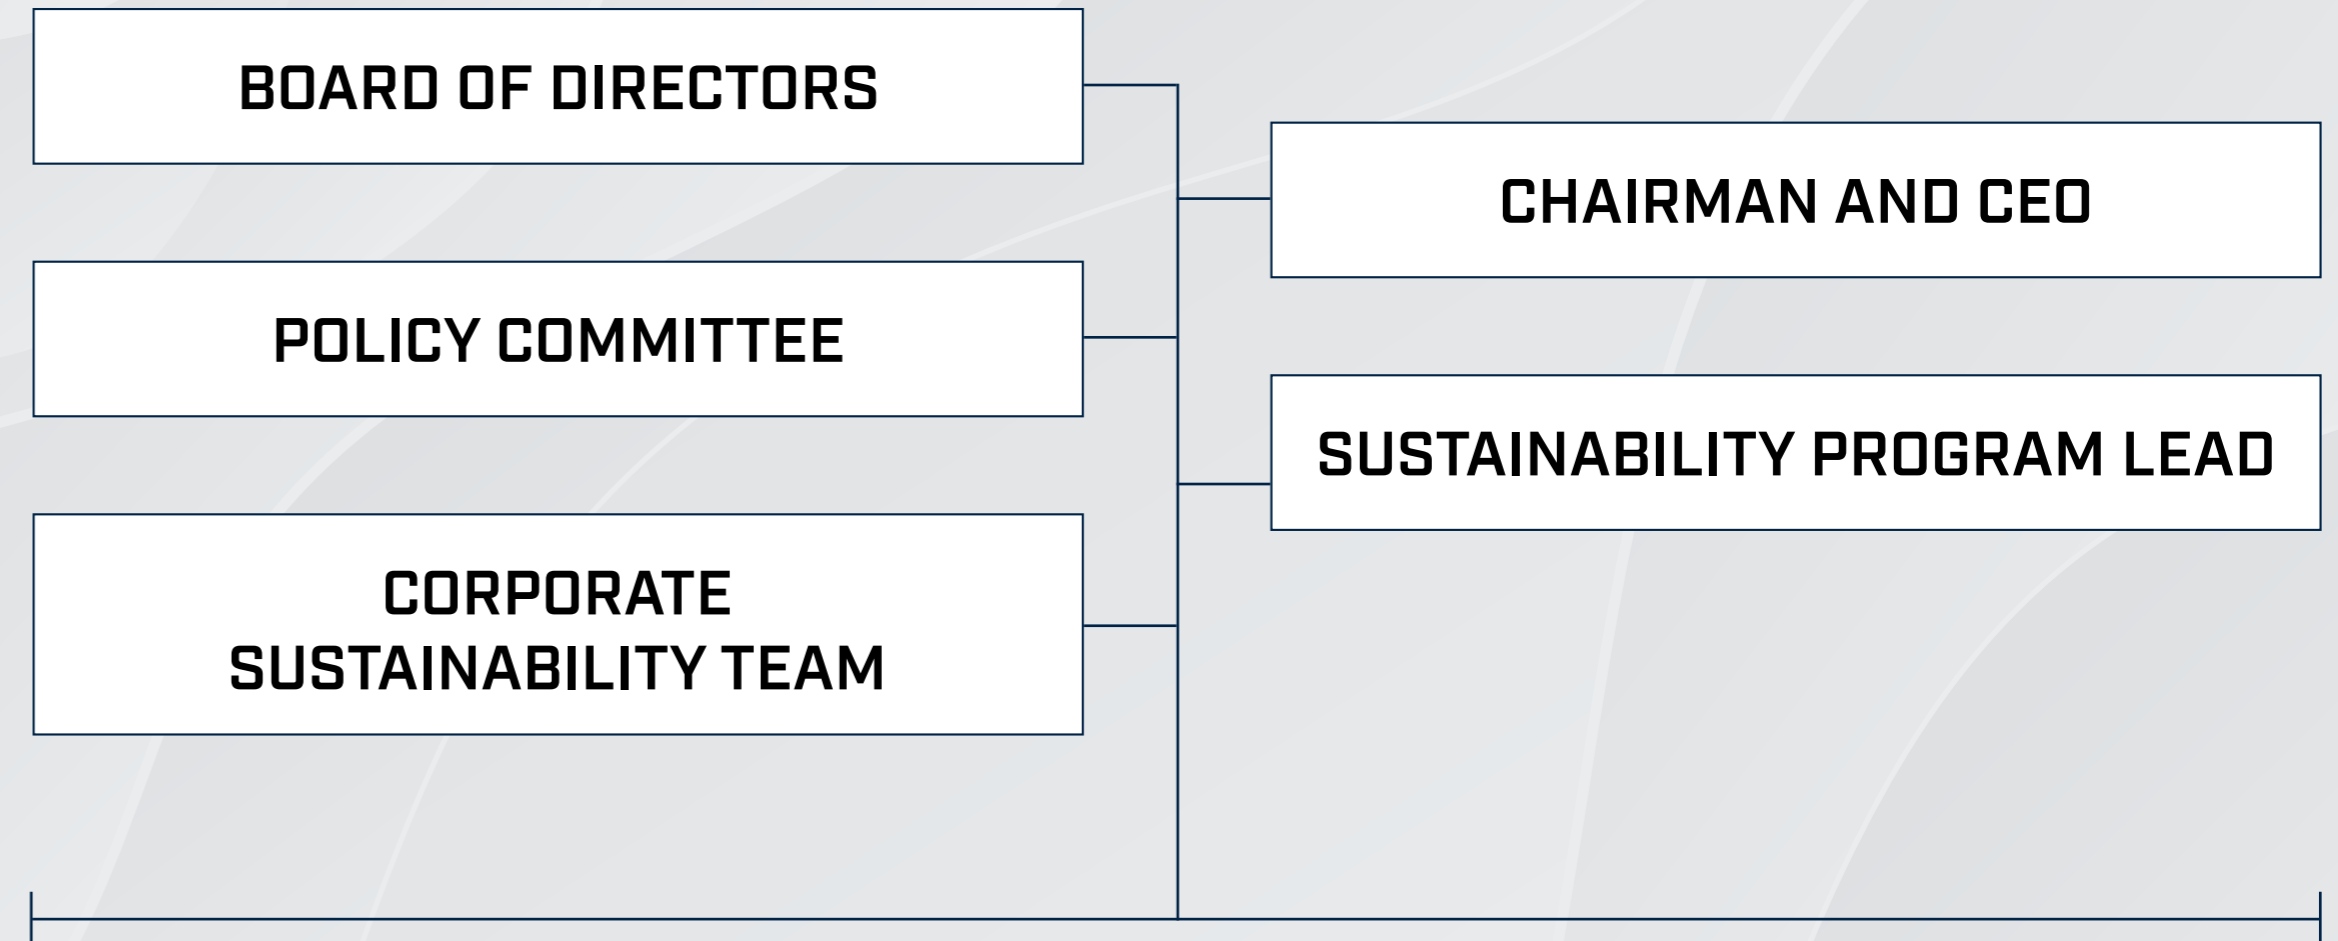 BOARD OF DIRECTORS
CHAIRMAN AND CEO
POLICY COMMITTEE
SUSTAINABILITY PROGRAM LEAD
CORPORATE
SUSTAINABILITY TEAM